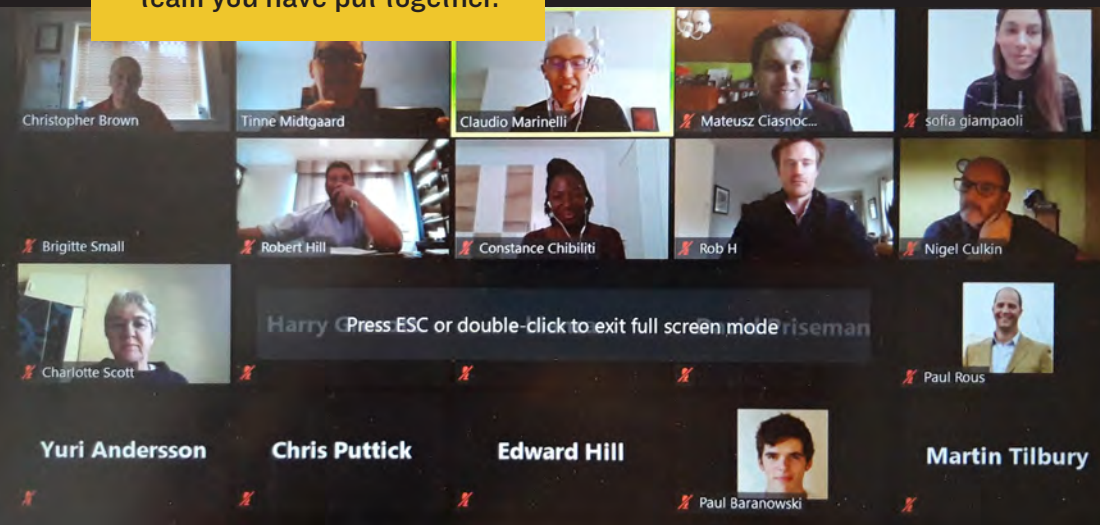 team you have put together.
Christopher Brown
Tinne Midtgaard
Claudio Marinelli
Mateusz Ciasnoc...
sofia giampaoli
Brigitte Small
Robert Hill
Constance Chibiliti
Rob H
Nigel Culkin
Charlotte Scott
Harry
Press ESC or double-click to exit full screen mode
Briseman
Paul Rous
Yuri Andersson
Chris Puttick
Edward Hill
Paul Baranowski
Martin Tilbury